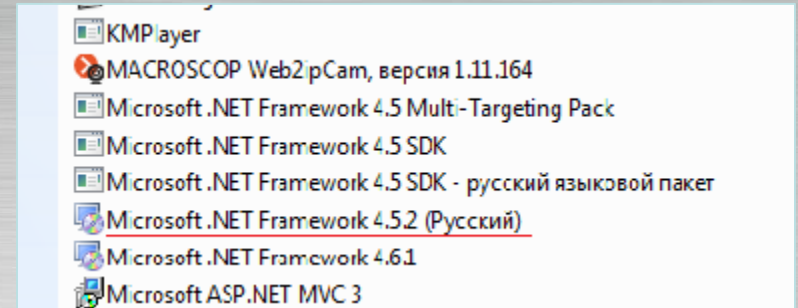 KMPlayer
MACROSCOP Web2ipCam, версия 1.11.164
Microsoft .NET Framework 4.5 Multi-Targeting Pack
Microsoft .NET Framework 4.5 SDK
Microsoft .NET Framework 4.5 SDK - русский языковой пакет
Microsoft .NET Framework 4.5.2 (Русский)
Microsoft .NET Framework 4.6.1
Microsoft ASP.NET MVC 3